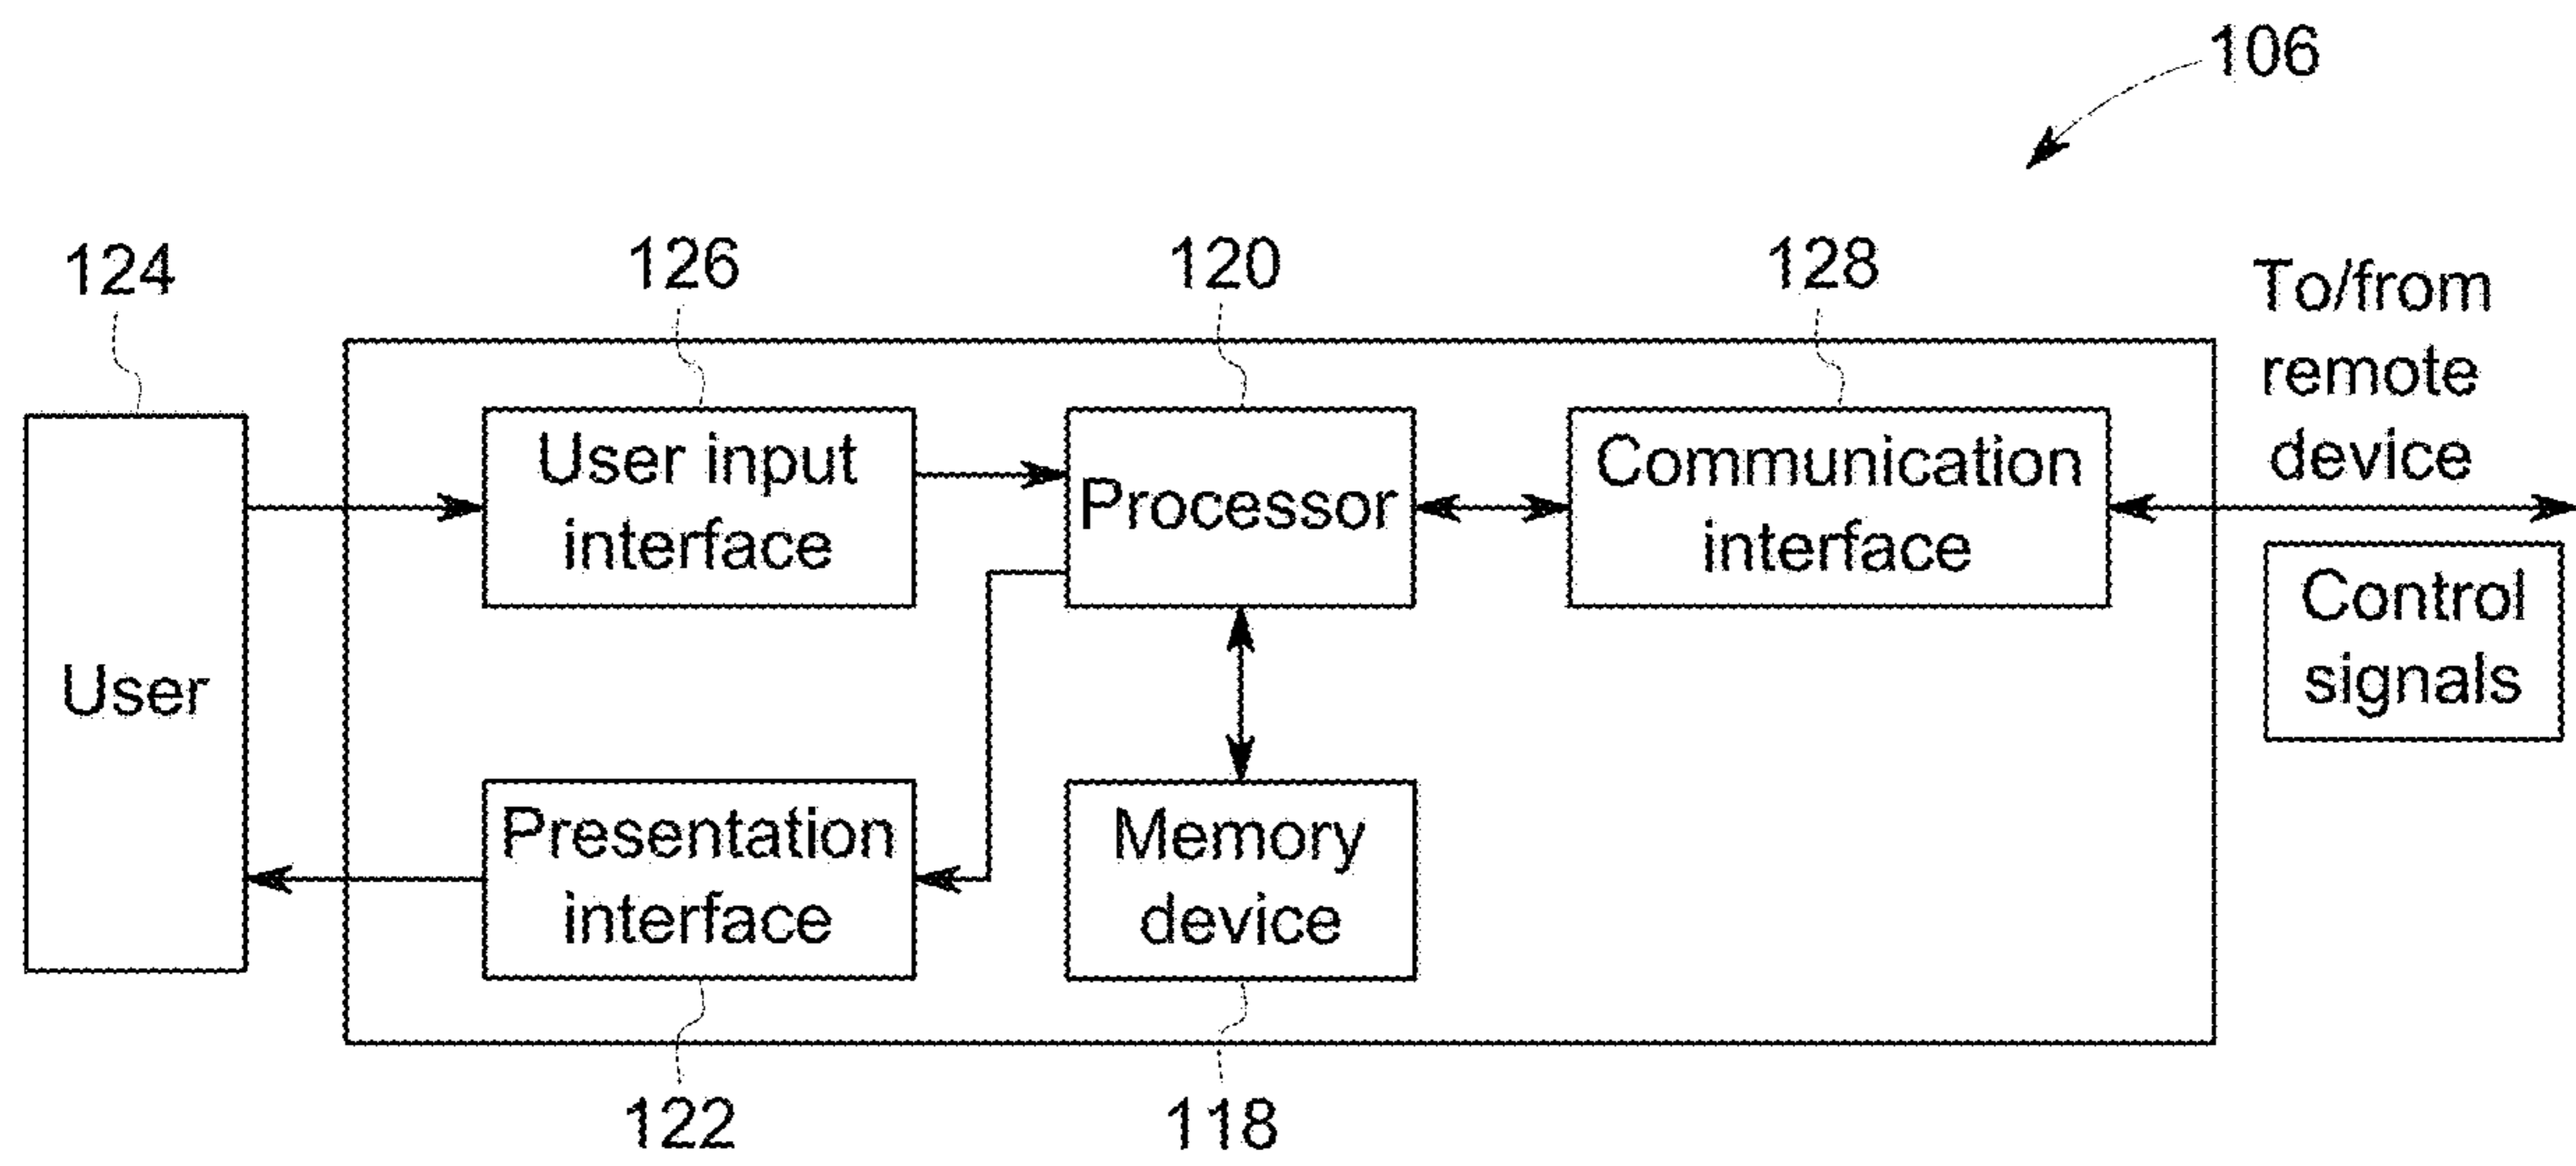 106
124
126
120
128
To/from
remote
device
User input
interface
Processor
Communication
interface
Control
signals
User
Presentation
interface
Memory
device
122
118